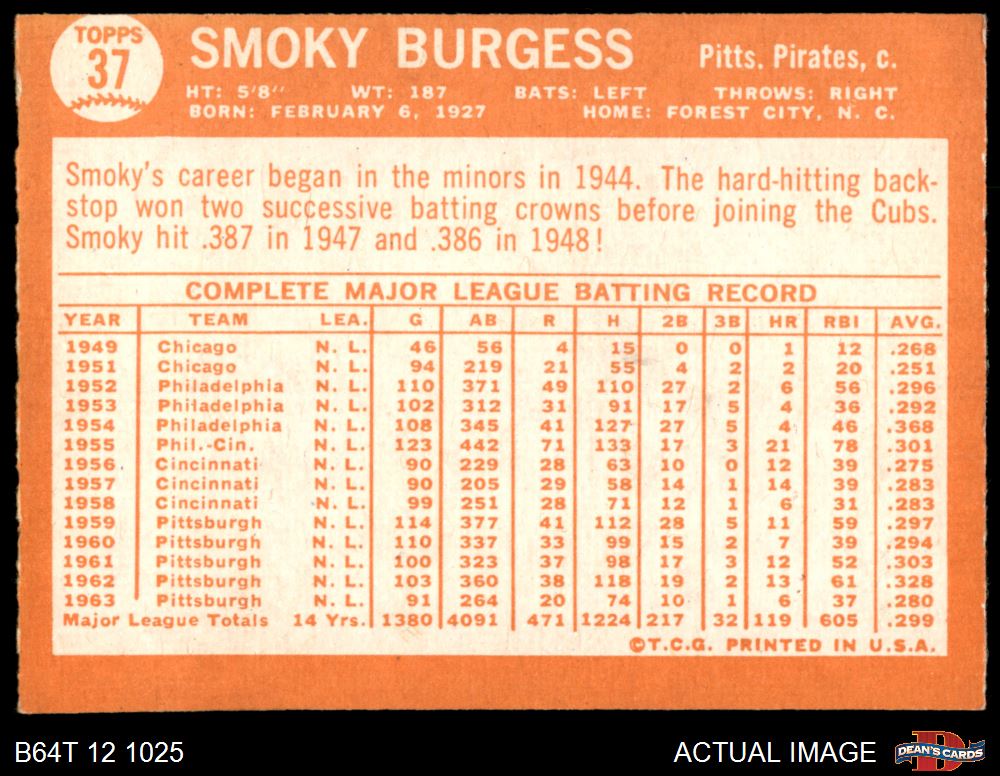 TOPPS
37
SMOKY BURGESS
Pitts. Pirates, c.
HT: 5'8" WT: 187 BATS: LEFT THROWS: RIGHT
BORN: FEBRUARY 6, 1927 HOME: FOREST CITY, N. C.
Smoky's career began in the minors in 1944. The hard-hitting back-
stop won two successive batting crowns before joining the Cubs.
Smoky hit .387 in 1947 and .386 in 1948!
COMPLETE MAJOR LEAGUE BATTING RECORD
YEAR TEAM LEA. G AB R H 2B 3B HR RBI AVG.
1949 Chicago N. L. 46 56 4 15 0 0 1 12 .268
1951 Chicago N. L. 94 219 21 55 4 2 2 20 .251
1952 Philadelphia N. L. 110 371 49 110 27 2 6 56 .296
1953 Philadelphia N. L. 102 312 31 91 17 5 4 36 .292
1954 Philadelphia N. L. 108 345 41 127 27 5 4 46 .368
1955 Phil.-Cin. N. L. 123 442 71 133 17 3 21 78 .301
1956 Cincinnati N. L. 90 229 28 63 10 0 12 39 .275
1957 Cincinnati N. L. 90 205 29 58 14 1 14 39 .283
1958 Cincinnati N. L. 99 251 28 71 12 1 6 31 .283
1959 Pittsburgh N. L. 114 377 41 112 28 5 11 59 .297
1960 Pittsburgh N. L. 110 337 33 99 15 2 7 39 .294
1961 Pittsburgh N. L. 100 323 37 98 17 3 12 52 .303
1962 Pittsburgh N. L. 103 360 38 118 19 2 13 61 .328
1963 Pittsburgh N. L. 91 264 20 74 10 1 6 37 .280
Major League Totals 14 Yrs. 1380 4091 471 1224 217 32 119 605 .299
©T.C.G. PRINTED IN U.S.A.
B64T 12 1025
ACTUAL IMAGE
D
DEAN'S CARDS